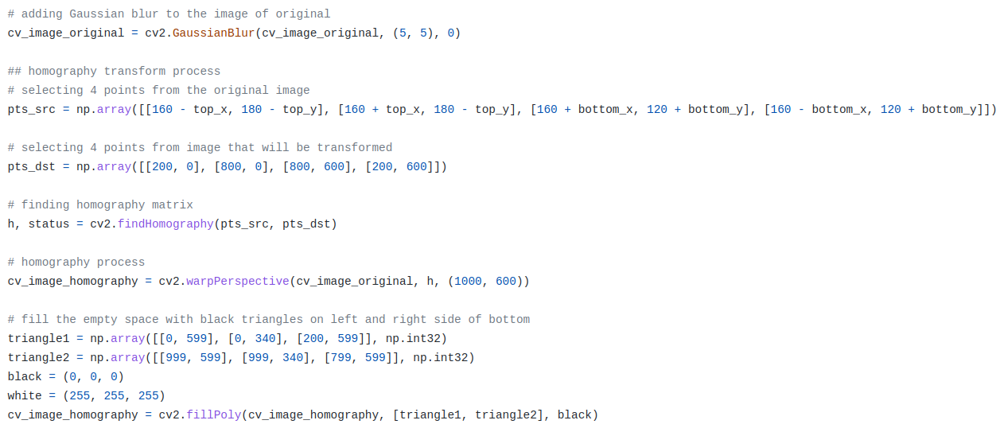 # adding Gaussian blur to the image of original
cv_image_original = cv2.GaussianBlur(cv_image_original, (5, 5), 0)
## homography transform process
# selecting 4 points from the original image
pts_src = np.array([[160 - top_x, 180 - top_y], [160 + top_x, 180 - top_y], [160 + bottom_x, 120 + bottom_y], [160 - bottom_x, 120 + bottom_y]])
# selecting 4 points from image that will be transformed
pts_dst = np.array([[200, 0], [800, 0], [800, 600], [200, 600]])
# finding homography matrix
h, status = cv2.findHomography(pts_src, pts_dst)
# homography process
cv_image_homography = cv2.warpPerspective(cv_image_original, h, (1000, 600))
# fill the empty space with black triangles on left and right side of bottom
triangle1 = np.array([[0, 599], [0, 340], [200, 599]], np.int32)
triangle2 = np.array([[999, 599], [999, 340], [799, 599]], np.int32)
black = (0, 0, 0)
white = (255, 255, 255)
cv_image_homography = cv2.fillPoly(cv_image_homography, [triangle1, triangle2], black)